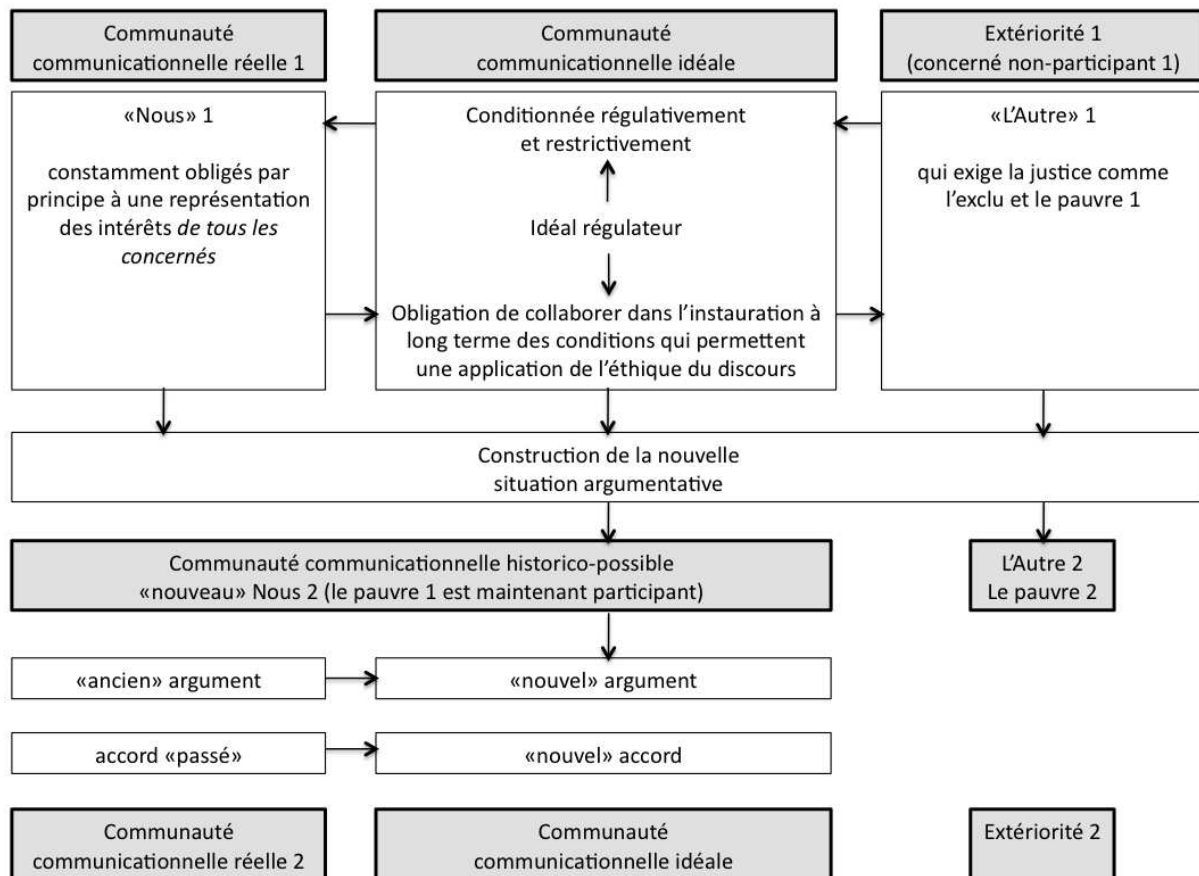 Communauté
communicationnelle réelle 1
Communauté
communicationnelle idéale
Extériorité 1
(concerné non-participant 1)
«Nous» 1
constamment obligés par
principe à une représentation
des intérêts de tous les
concernés
Conditionnée régulativement
et restrictivement
Idéal régulateur
Obligation de collaborer dans l’instauration à
long terme des conditions qui permettent
une application de l’éthique du discours
«L’Autre» 1
qui exige la justice comme
l’exclu et le pauvre 1
Construction de la nouvelle
situation argumentative
Communauté communicationnelle historico-possible
«nouveau» Nous 2 (le pauvre 1 est maintenant participant)
L’Autre 2
Le pauvre 2
«ancien» argument
«nouvel» argument
accord «passé»
«nouvel» accord
Communauté
communicationnelle réelle 2
Communauté
communicationnelle idéale
Extériorité 2